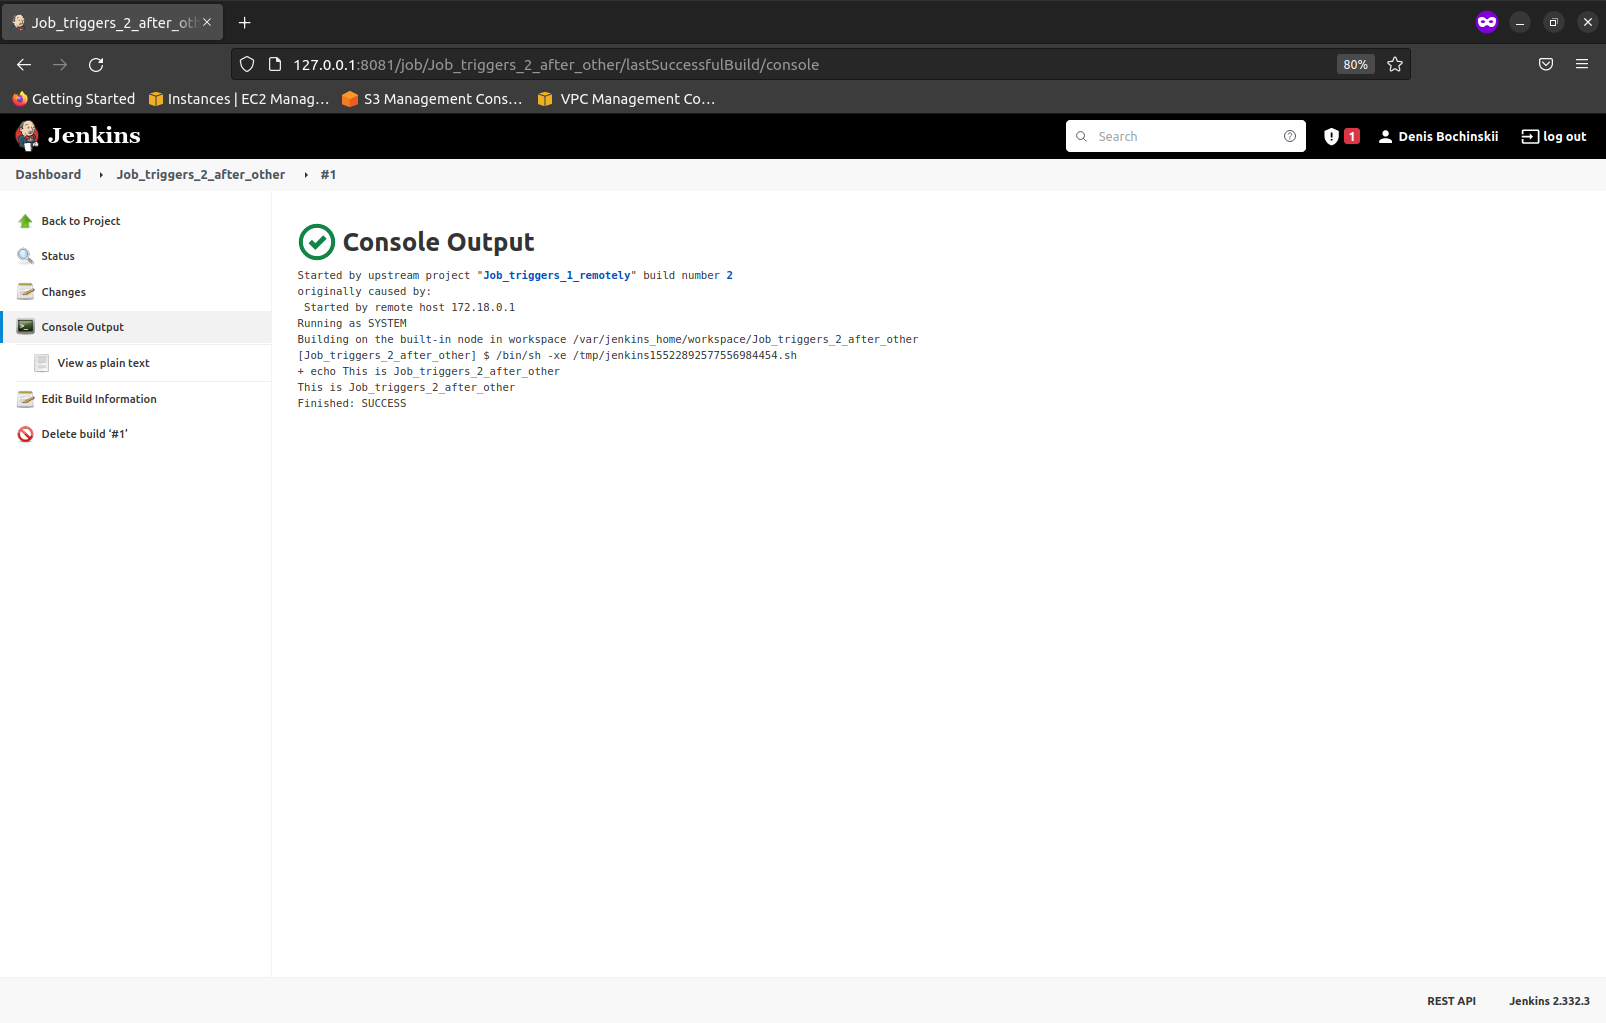 Job_triggers_2_after_oth
127.0.0.1:8081/job/Job_triggers_2_after_other/lastSuccessfulBuild/console
80%
Getting Started
Instances | EC2 Manag…
S3 Management Cons…
VPC Management Co…
Jenkins
Search
1
Denis Bochinskii
log out
Dashboard
Job_triggers_2_after_other
#1
Back to Project
Status
Changes
Console Output
View as plain text
Edit Build Information
Delete build ‘#1’
Console Output
Started by upstream project "Job_triggers_1_remotely" build number 2
originally caused by:
Started by remote host 172.18.0.1
Running as SYSTEM
Building on the built-in node in workspace /var/jenkins_home/workspace/Job_triggers_2_after_other
[Job_triggers_2_after_other] $ /bin/sh -xe /tmp/jenkins15522892577556984454.sh
+ echo This is Job_triggers_2_after_other
This is Job_triggers_2_after_other
Finished: SUCCESS
REST API
Jenkins 2.332.3